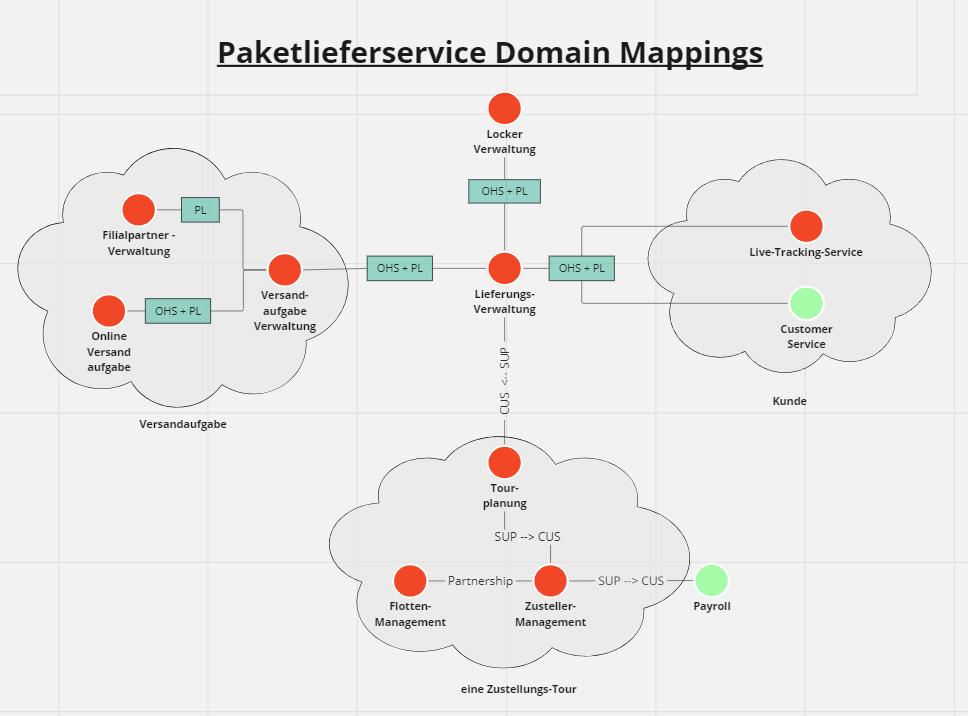 Paketlieferservice Domain Mappings
Locker
Verwaltung
OHS + PL
PL
Filialpartner -
Verwaltung
Live-Tracking-Service
OHS + PL
OHS + PL
Versand-
aufgabe
Verwaltung
Lieferungs-
Verwaltung
OHS + PL
Online
Versand
aufgabe
Customer
Service
Kunde
Versandaufgabe
CUS <-- SUP
Tour-
planung
SUP --> CUS
Partnership
SUP --> CUS
Flotten-
Management
Zusteller-
Management
Payroll
eine Zustellungs-Tour